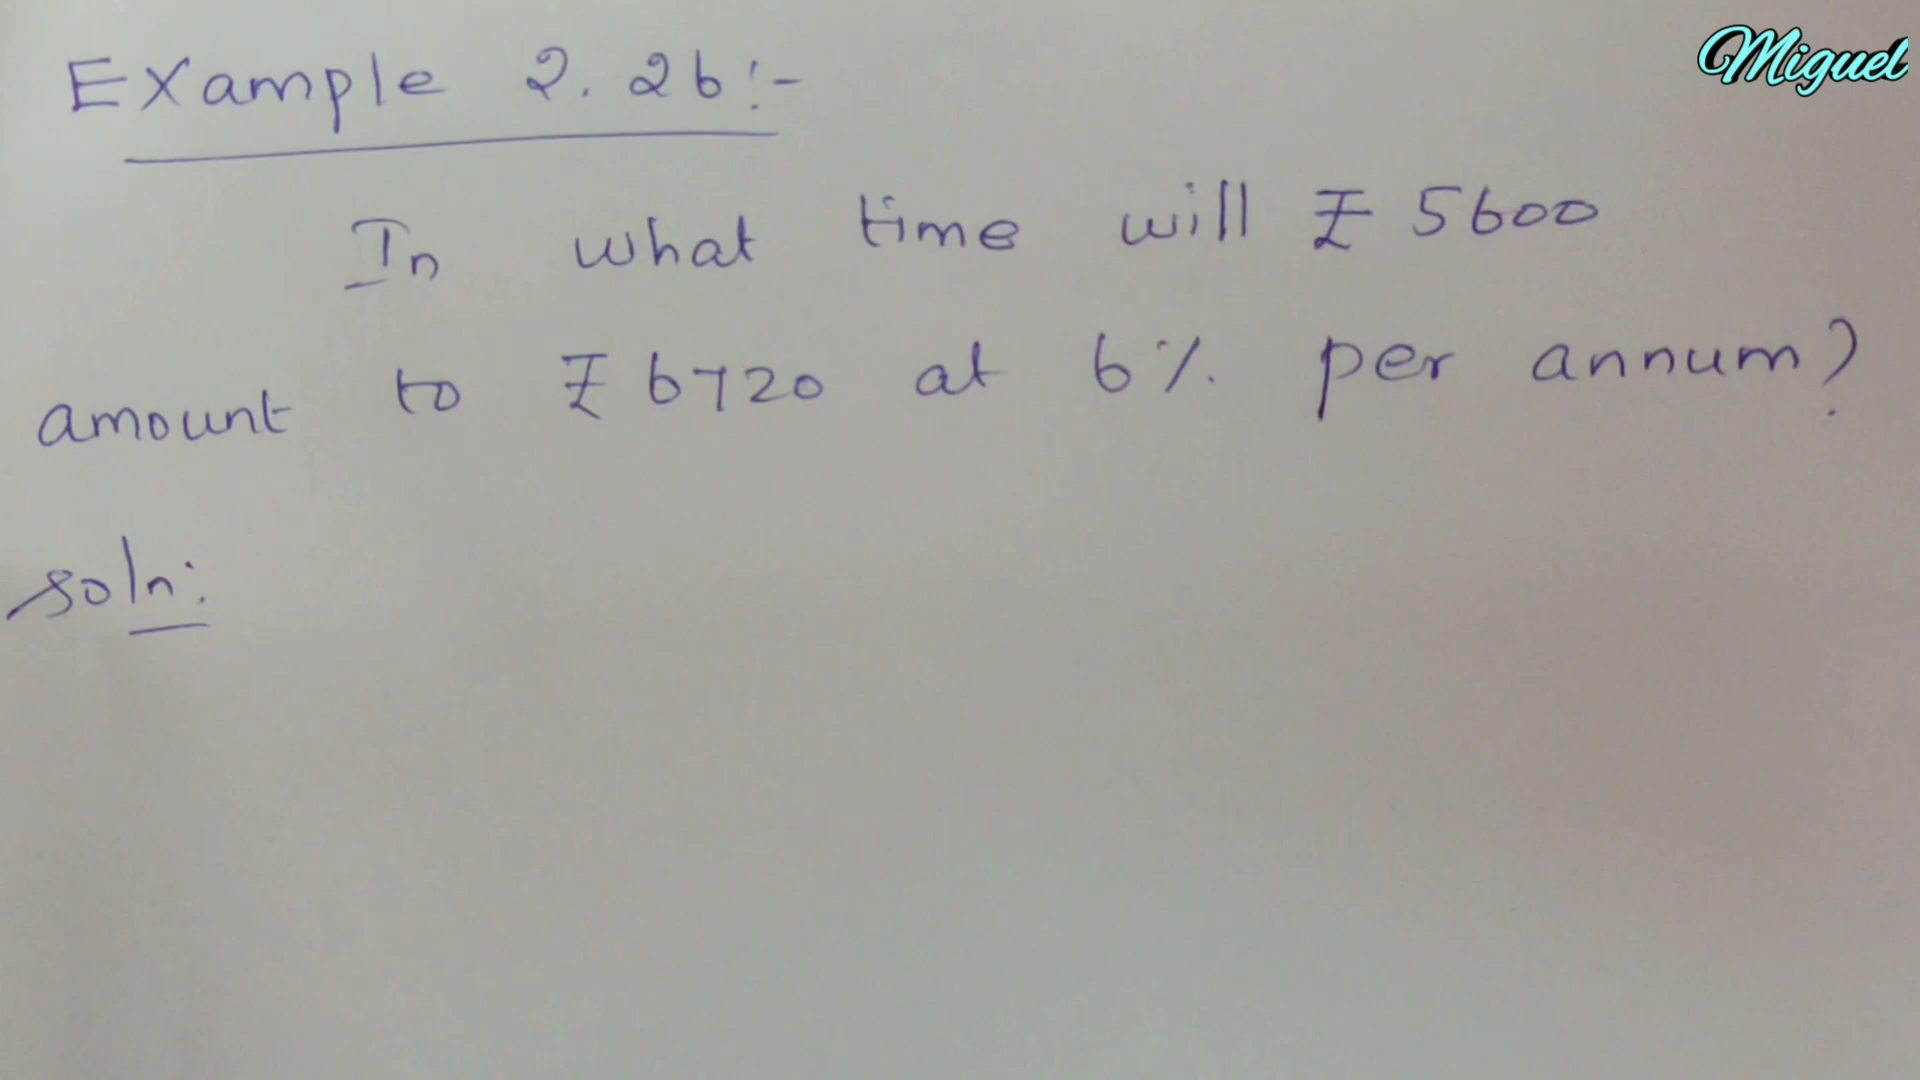 Example 2.26:-
Miguel
In what time will ₹ 5600
amount to ₹ 6720 at 6% per annum?
soln: